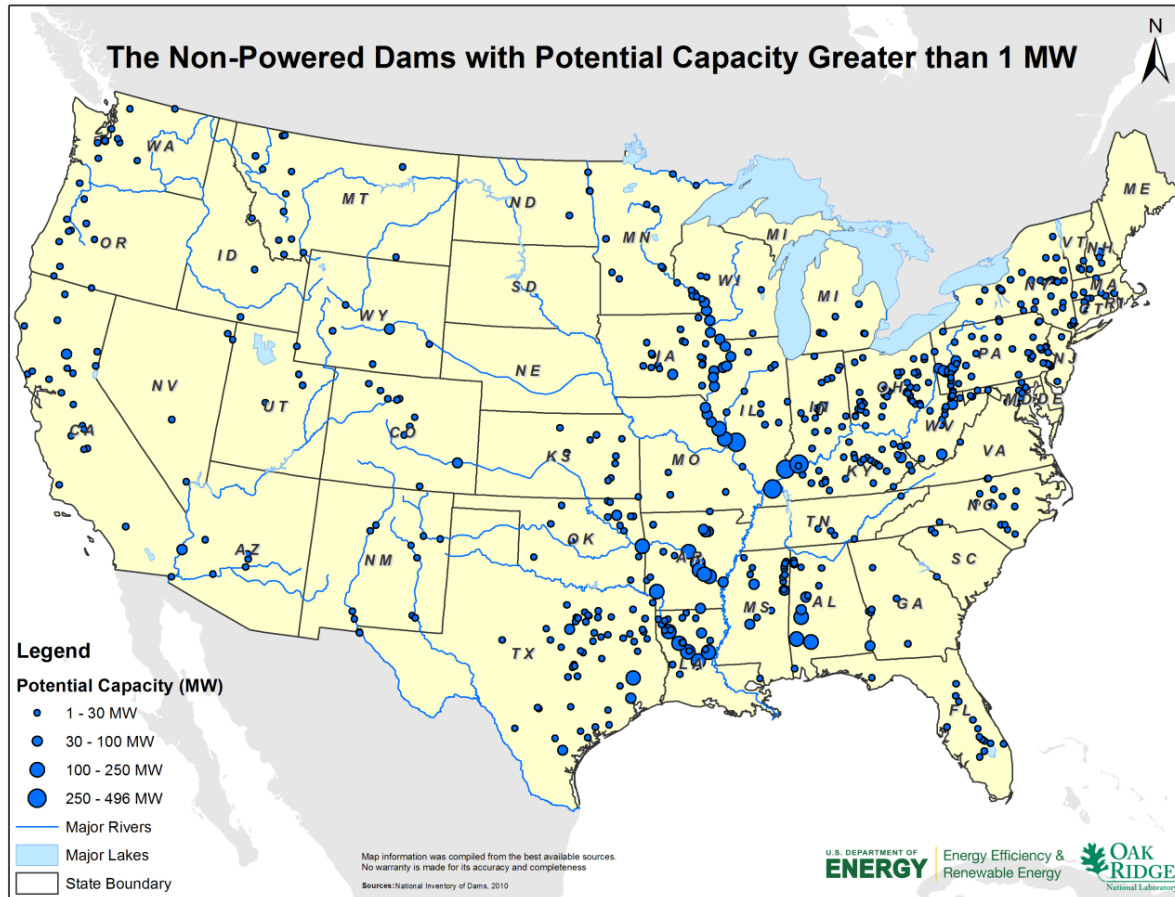 The Non-Powered Dams with Potential Capacity Greater than 1 MW
N
WA
MT
ND
MN
ME
OR
ID
WY
SD
WI
MI
MI
VT
NH
NY
MA
CT
RI
NV
UT
NE
IA
PA
NJ
CA
CO
KS
MO
IL
IN
OH
WV
MD
DE
VA
KY
AZ
NM
OK
AR
TN
NC
SC
TX
LA
MS
AL
GA
FL
Legend
Potential Capacity (MW)
1 - 30 MW
30 - 100 MW
100 - 250 MW
250 - 496 MW
Major Rivers
Major Lakes
State Boundary
Map information was compiled from the best available sources.
No warranty is made for its accuracy and completeness
Sources:National Inventory of Dams, 2010
U.S. DEPARTMENT OF
ENERGY
Energy Efficiency &
Renewable Energy
OAK
RIDGE
National Laboratory